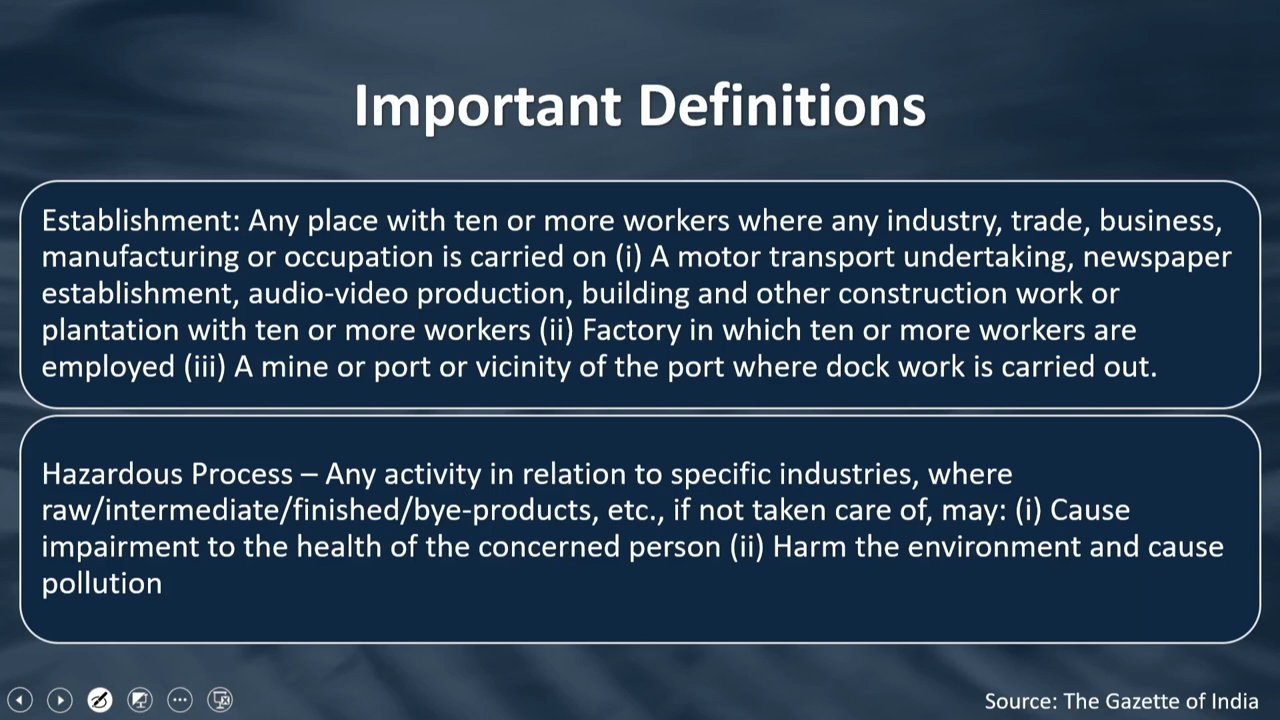 Important Definitions
Establishment: Any place with ten or more workers where any industry, trade, business,
manufacturing or occupation is carried on (i) A motor transport undertaking, newspaper
establishment, audio-video production, building and other construction work or
plantation with ten or more workers (ii) Factory in which ten or more workers are
employed (iii) A mine or port or vicinity of the port where dock work is carried out.
Hazardous Process – Any activity in relation to specific industries, where
raw/intermediate/finished/bye-products, etc., if not taken care of, may: (i) Cause
impairment to the health of the concerned person (ii) Harm the environment and cause
pollution
Source: The Gazette of India